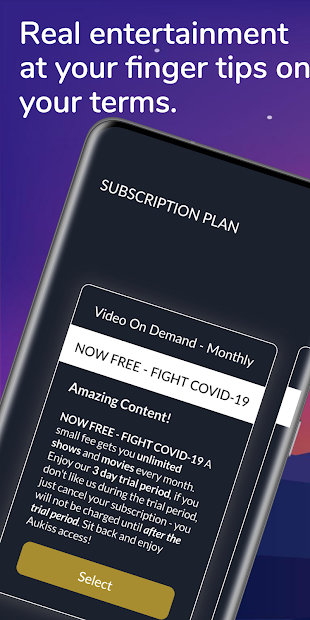 Real entertainment
at your finger tips on
your terms.
SUBSCRIPTION PLAN
Video On Demand - Monthly
NOW FREE - FIGHT COVID-19
Amazing Content!
NOW FREE - FIGHT COVID-19 A
small fee gets you unlimited
shows and movies every month.
Enjoy our 3 day trial period, if you
don't like us during the trial period,
just cancel your subscription - you
will not be charged until after the
trial period. Sit back and enjoy
Aukiss access!
Select